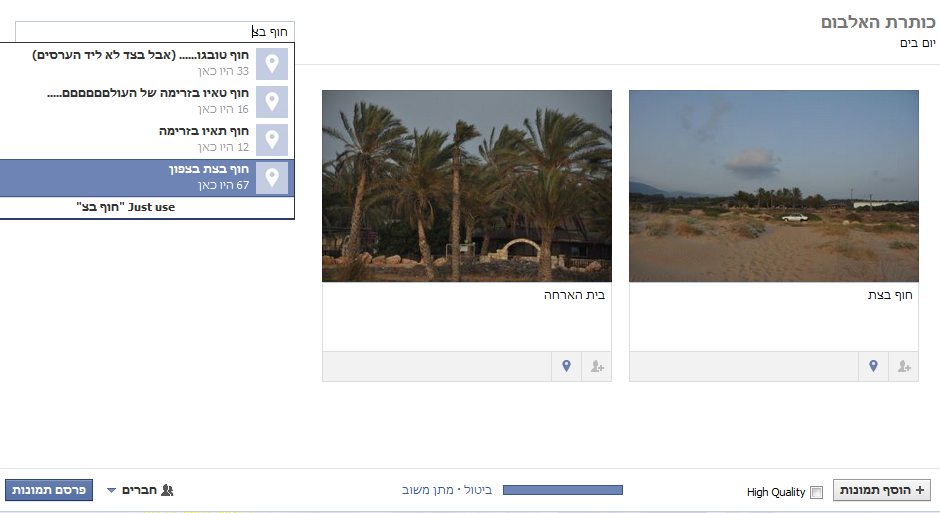 כותרת האלבום
יום בים
חוף בצ
חוף טובגו...... (אבל בצד לא ליד הערסים)
33 היו כאן
חוף טאיו בזרימה של העולםםםםםםם.....
16 היו כאן
חוף תאיו בזרימה
12 היו כאן
חוף בצת בצפון
67 היו כאן
Just use "חוף בצ"
חוף בצת
בית הארחה
+ הוסף תמונות
High Quality
ביטול · מתן משוב
חברים
פרסם תמונות